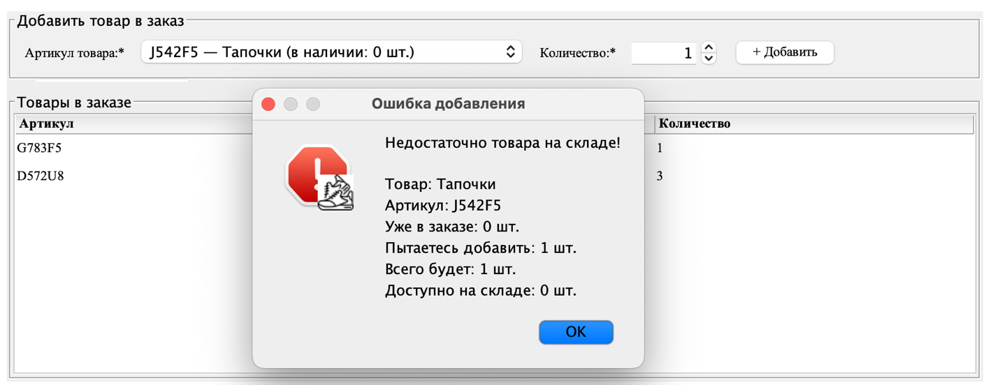 Добавить товар в заказ
Артикул товара:* J542F5 — Тапочки (в наличии: 0 шт.) Количество:* 1 + Добавить
Товары в заказе
Артикул Количество
G783F5 1
D572U8 3
Ошибка добавления
Недостаточно товара на складе!
Товар: Тапочки
Артикул: J542F5
Уже в заказе: 0 шт.
Пытаетесь добавить: 1 шт.
Всего будет: 1 шт.
Доступно на складе: 0 шт.
OK